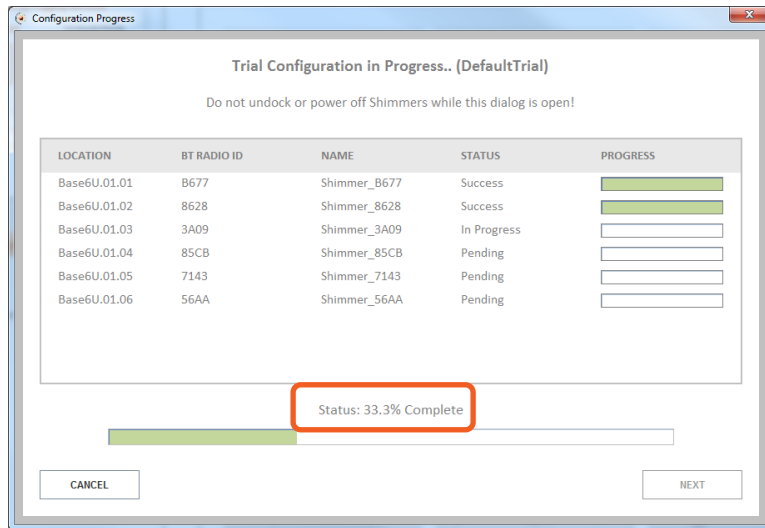 Configuration Progress
X
Trial Configuration in Progress.. (DefaultTrial)
Do not undock or power off Shimmers while this dialog is open!
LOCATION BT RADIO ID NAME STATUS PROGRESS
Base6U.01.01 B677 Shimmer_B677 Success
Base6U.01.02 8628 Shimmer_8628 Success
Base6U.01.03 3A09 Shimmer_3A09 In Progress
Base6U.01.04 85CB Shimmer_85CB Pending
Base6U.01.05 7143 Shimmer_7143 Pending
Base6U.01.06 56AA Shimmer_56AA Pending
Status: 33.3% Complete
CANCEL NEXT